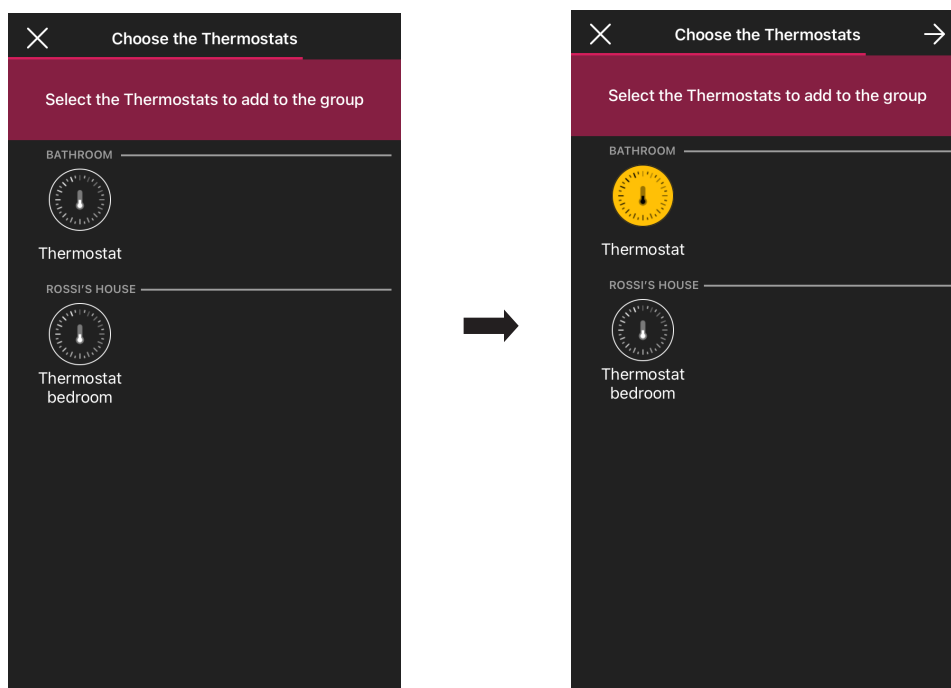 Choose the Thermostats
Select the Thermostats to add to the group
BATHROOM
Thermostat
ROSSI'S HOUSE
Thermostat
bedroom
Choose the Thermostats
Select the Thermostats to add to the group
BATHROOM
Thermostat
ROSSI'S HOUSE
Thermostat
bedroom